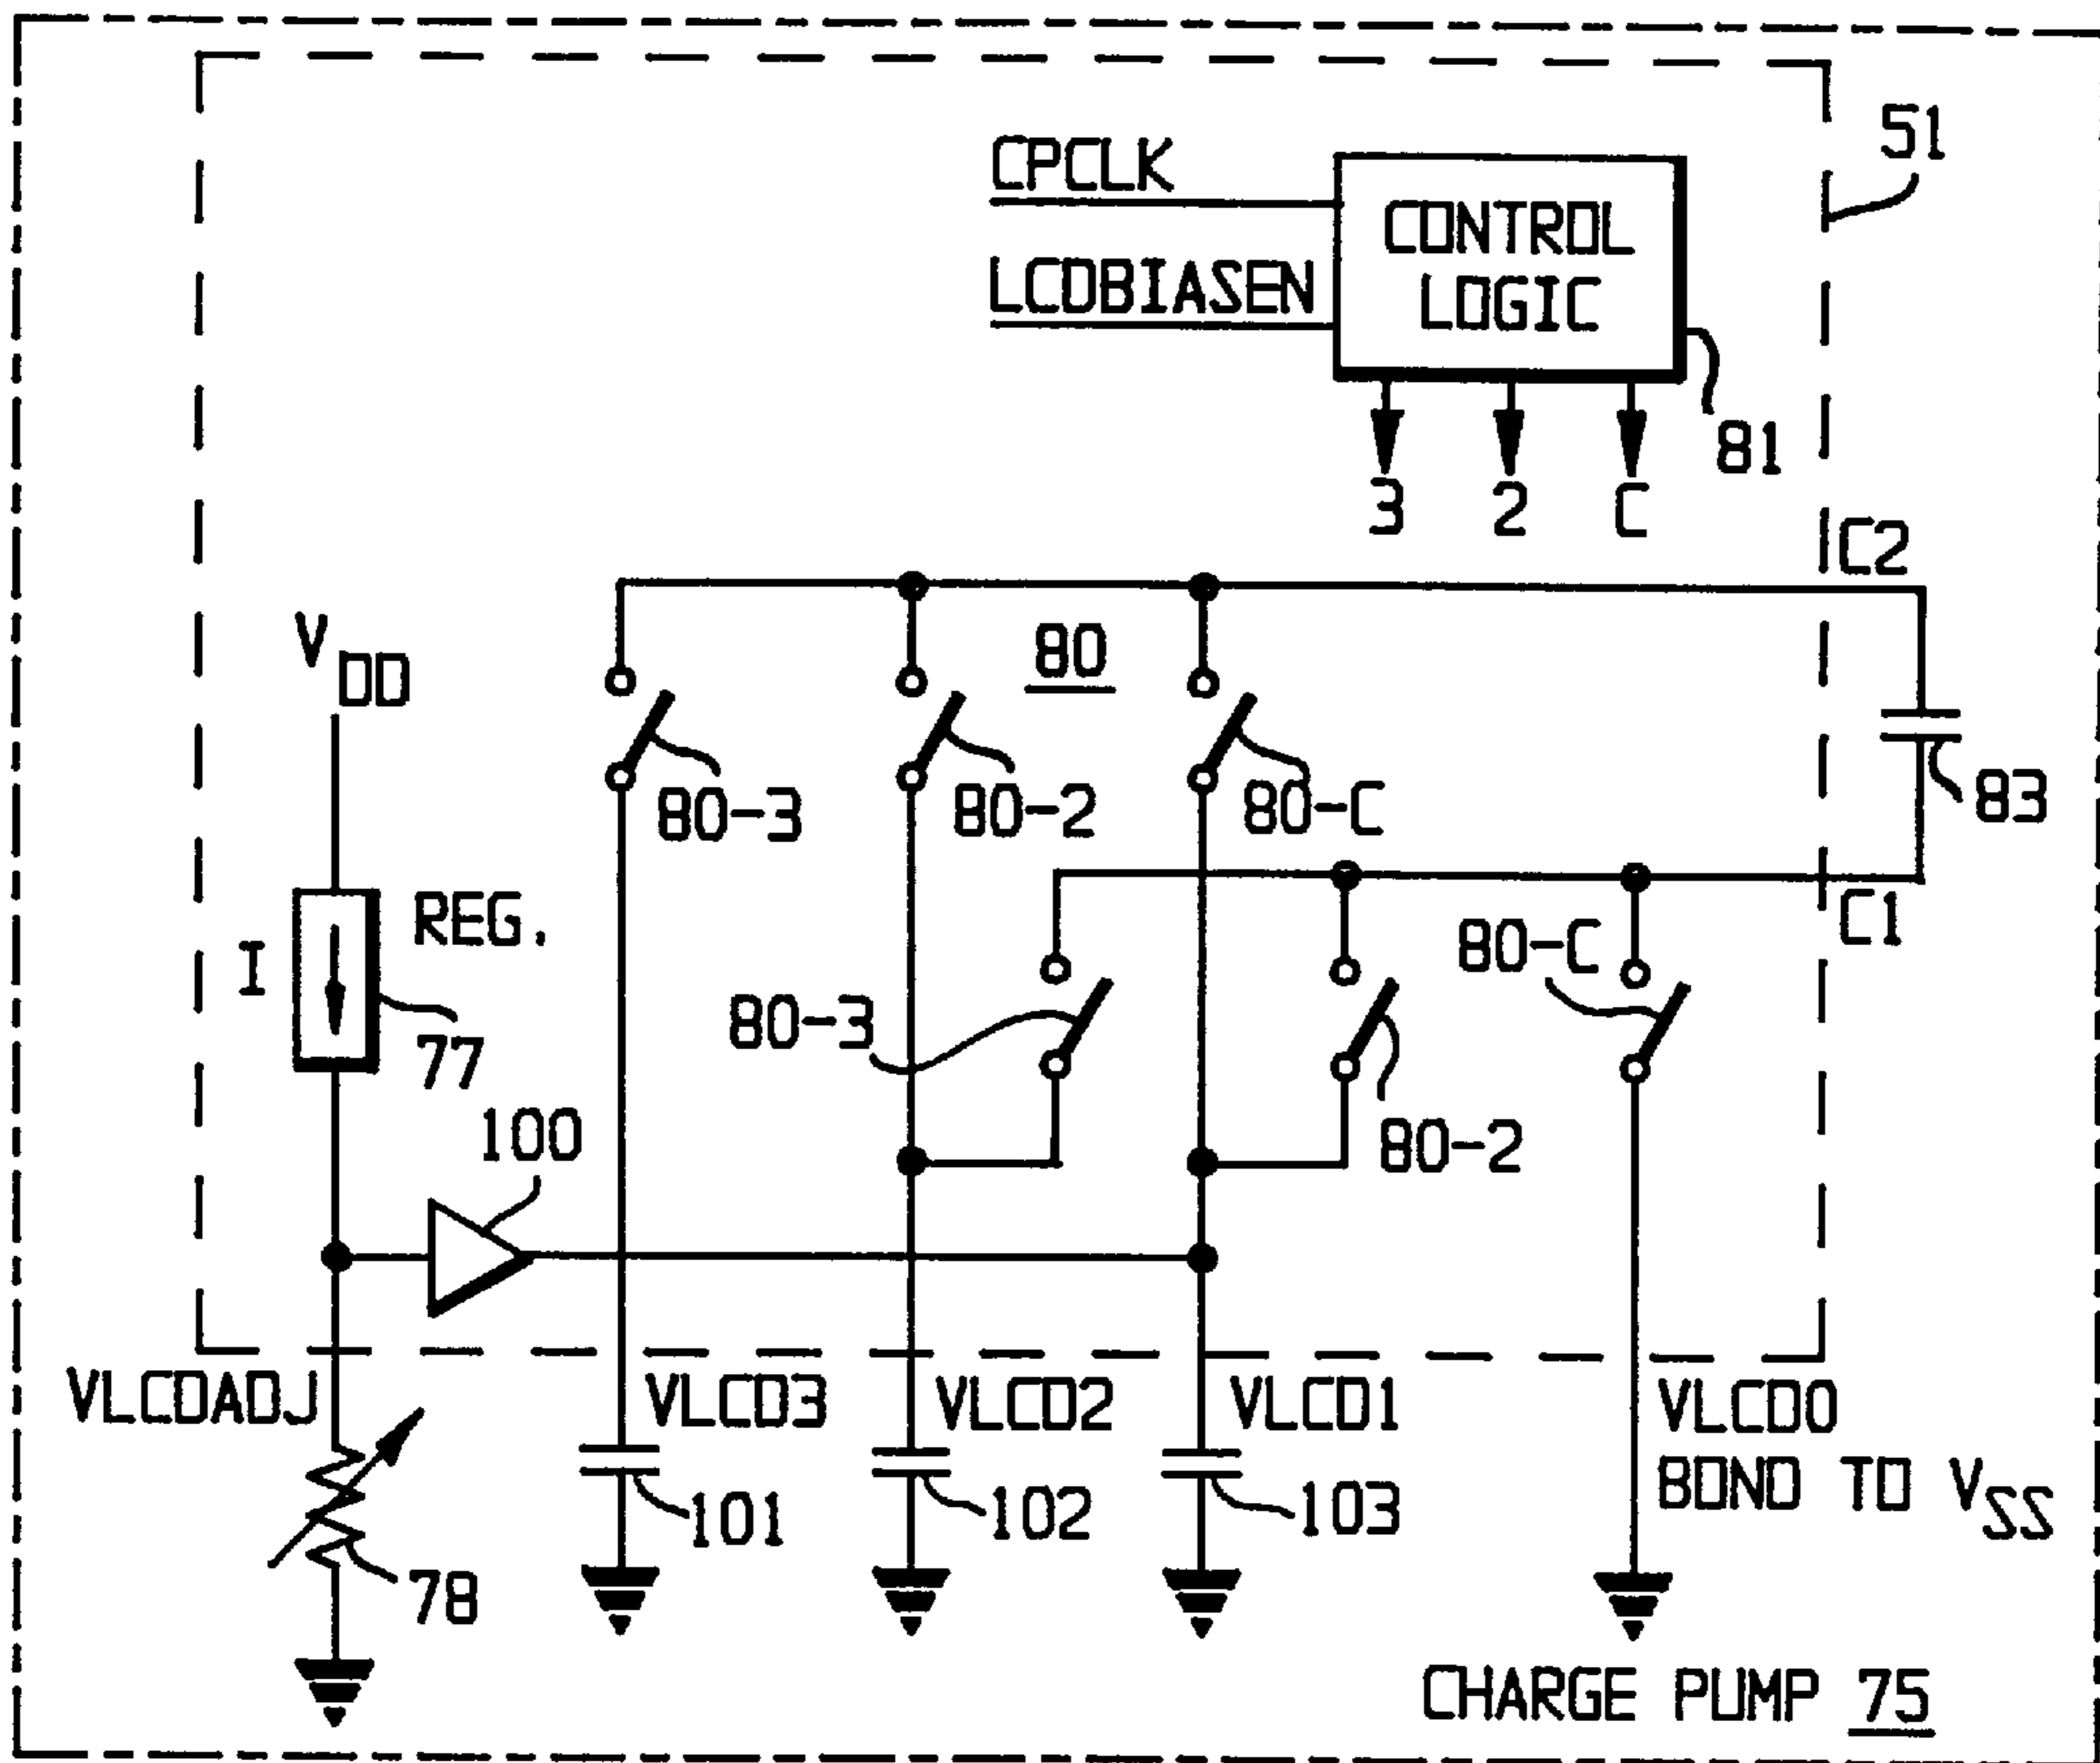 51
CPCLK
LCDBIASEN
CONTROL
LOGIC
81
3 2 C
C2
VDD
80
80-3
80-2
80-C
83
I
REG.
77
C1
80-C
80-3
80-2
100
VLCDADJ
VLCD3
VLCD2
VLCD1
VLCD0
BOND TO VSS
101
102
103
78
CHARGE PUMP 75